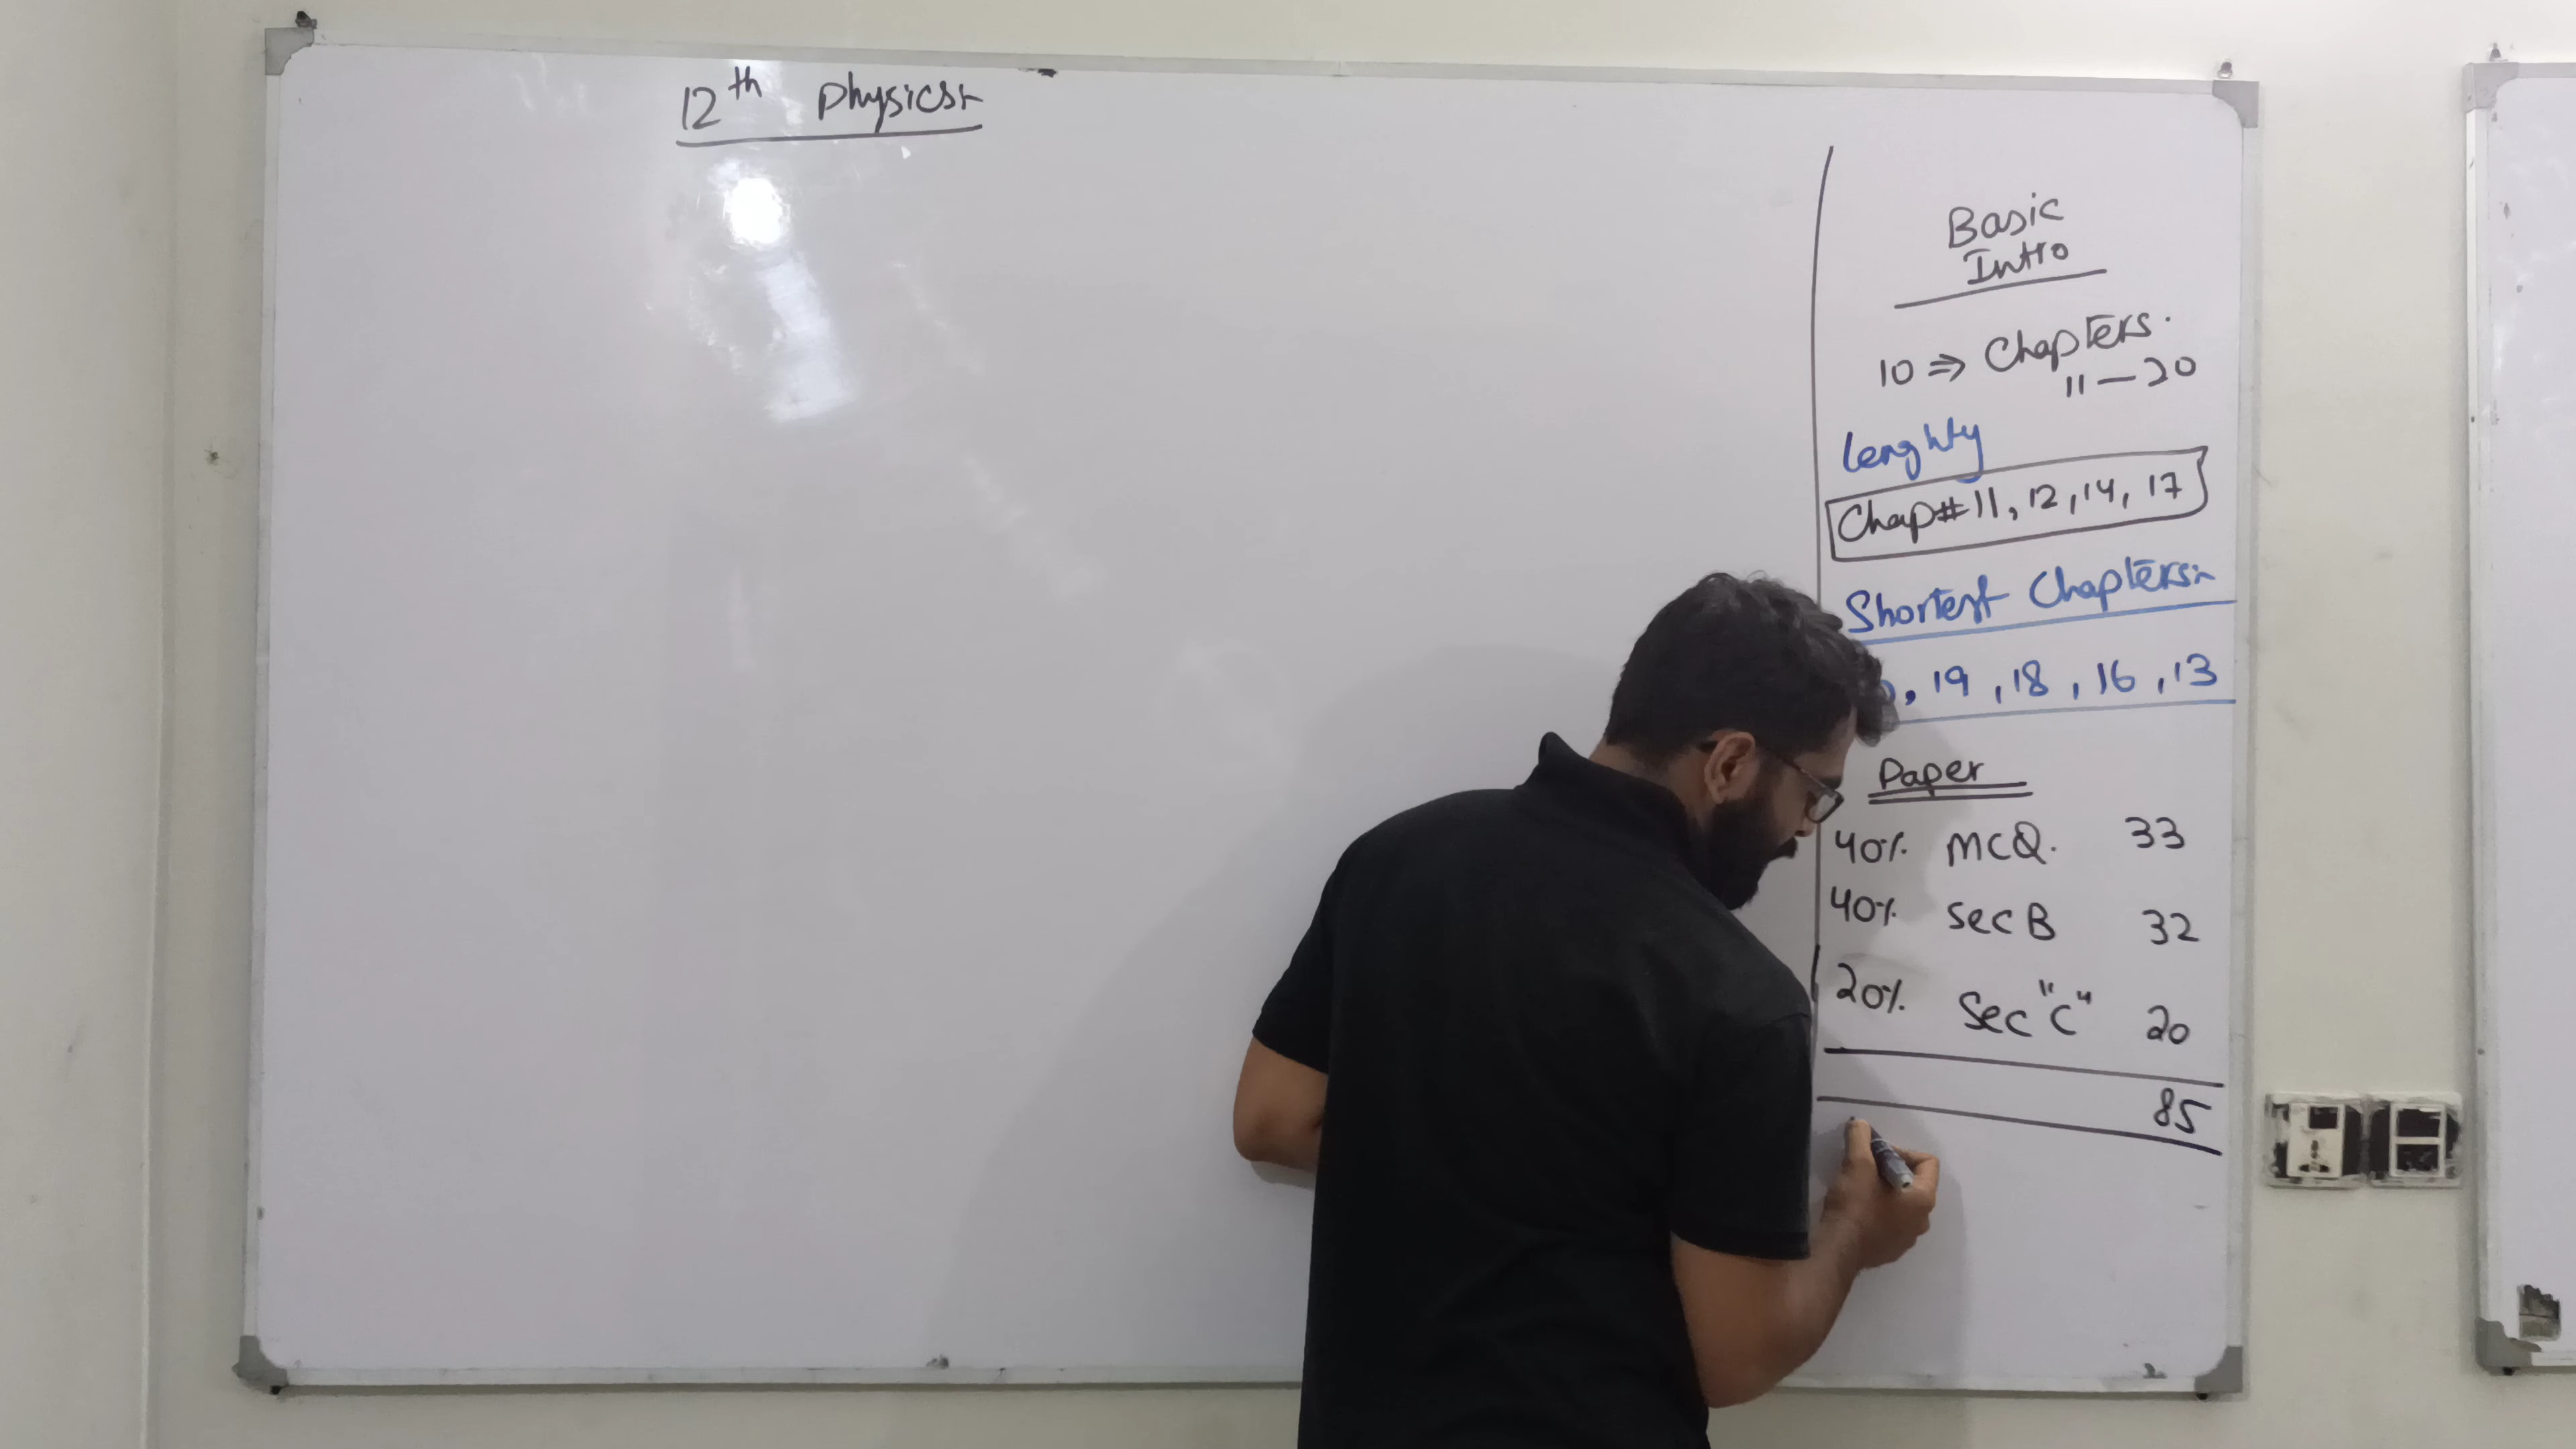 12th Physics:-
Basic
Intro
10 ⇒ Chapters.
11 — 20
Lenghty
Chap# 11, 12, 14, 17
Shortest Chapters:-
, 19, 18, 16, 13
Paper
40% MCQ. 33
40% Sec B 32
20% Sec "C" 20
85